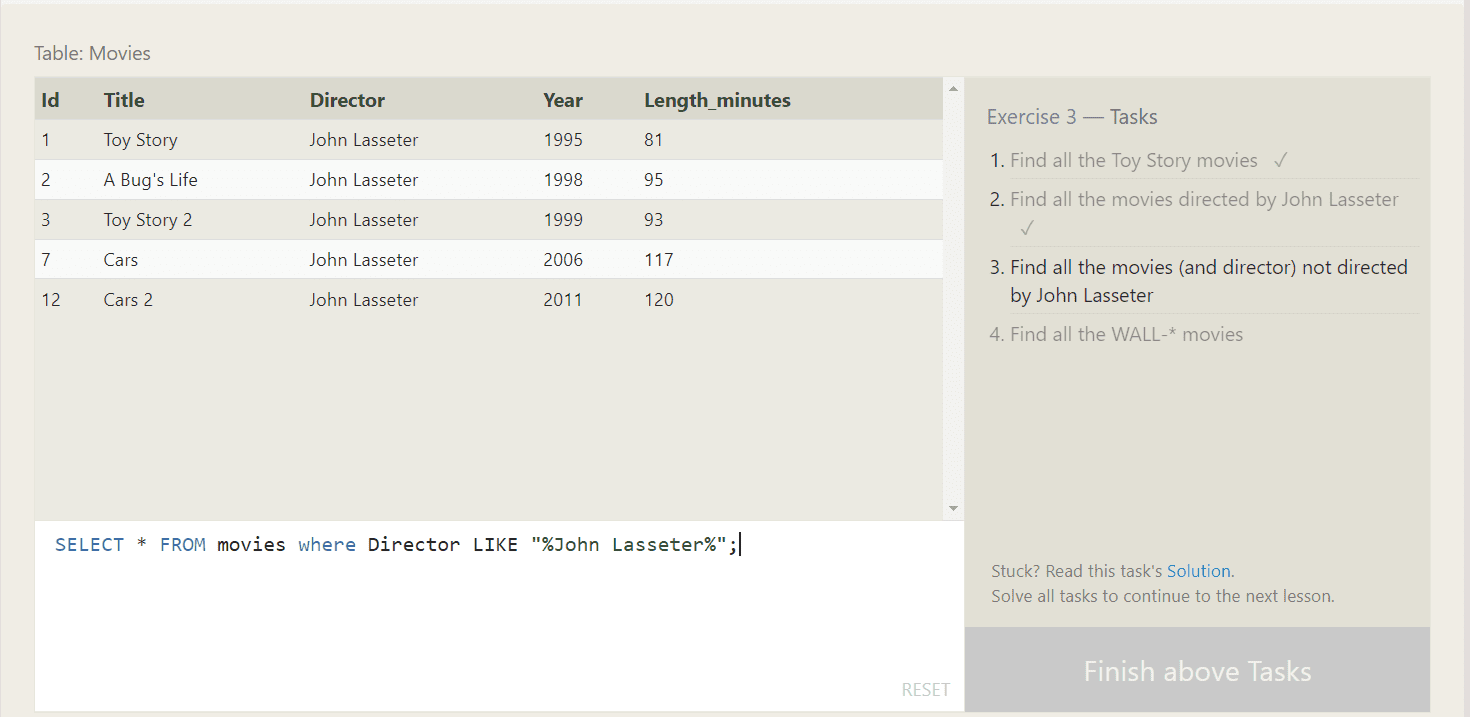 Table: Movies
Id Title Director Year Length_minutes
1 Toy Story John Lasseter 1995 81
2 A Bug's Life John Lasseter 1998 95
3 Toy Story 2 John Lasseter 1999 93
7 Cars John Lasseter 2006 117
12 Cars 2 John Lasseter 2011 120
SELECT * FROM movies where Director LIKE "%John Lasseter%";
RESET
Exercise 3 — Tasks
1. Find all the Toy Story movies ✓
2. Find all the movies directed by John Lasseter
✓
3. Find all the movies (and director) not directed
by John Lasseter
4. Find all the WALL-* movies
Stuck? Read this task's Solution.
Solve all tasks to continue to the next lesson.
Finish above Tasks